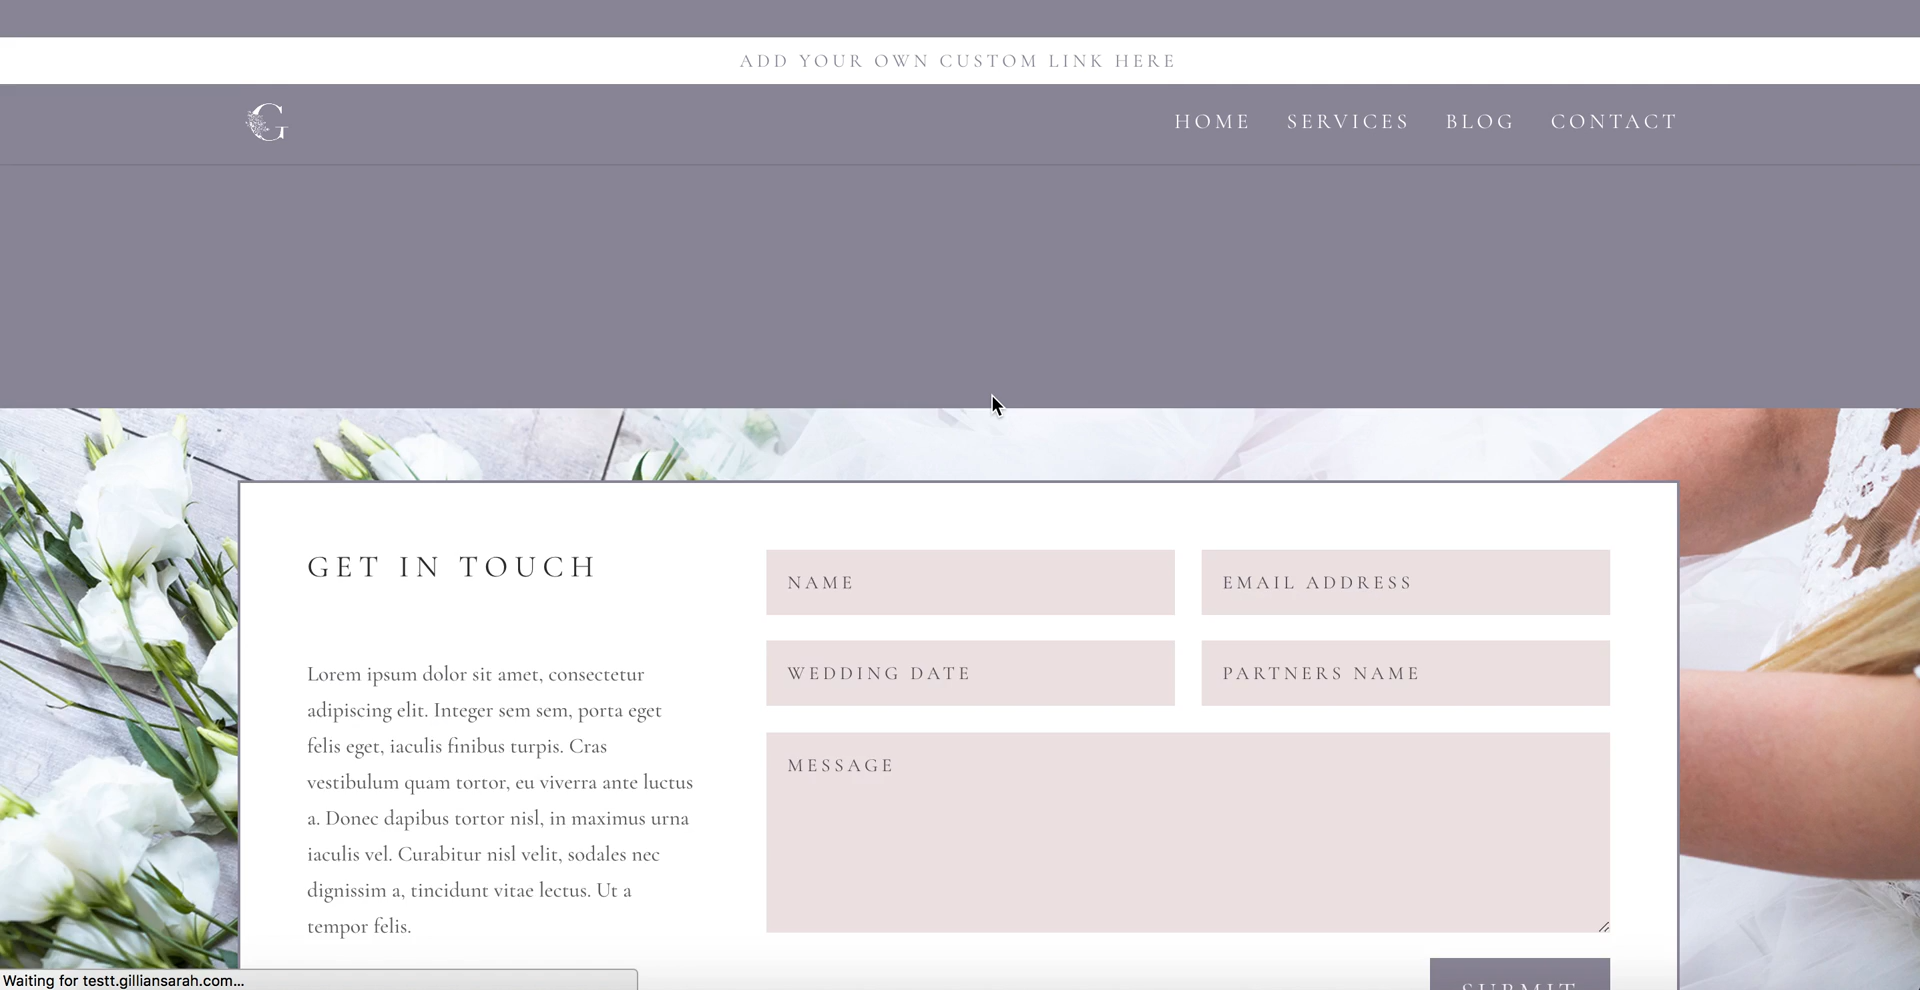 ADD YOUR OWN CUSTOM LINK HERE
G
HOME SERVICES BLOG CONTACT
GET IN TOUCH
Lorem ipsum dolor sit amet, consectetur
adipiscing elit. Integer sem sem, porta eget
felis eget, iaculis finibus turpis. Cras
vestibulum quam tortor, eu viverra ante luctus
a. Donec dapibus tortor nisl, in maximus urna
iaculis vel. Curabitur nisl velit, sodales nec
dignissim a, tincidunt vitae lectus. Ut a
tempor felis.
NAME
EMAIL ADDRESS
WEDDING DATE
PARTNERS NAME
MESSAGE
SUBMIT
Waiting for testt.gilliansarah.com...